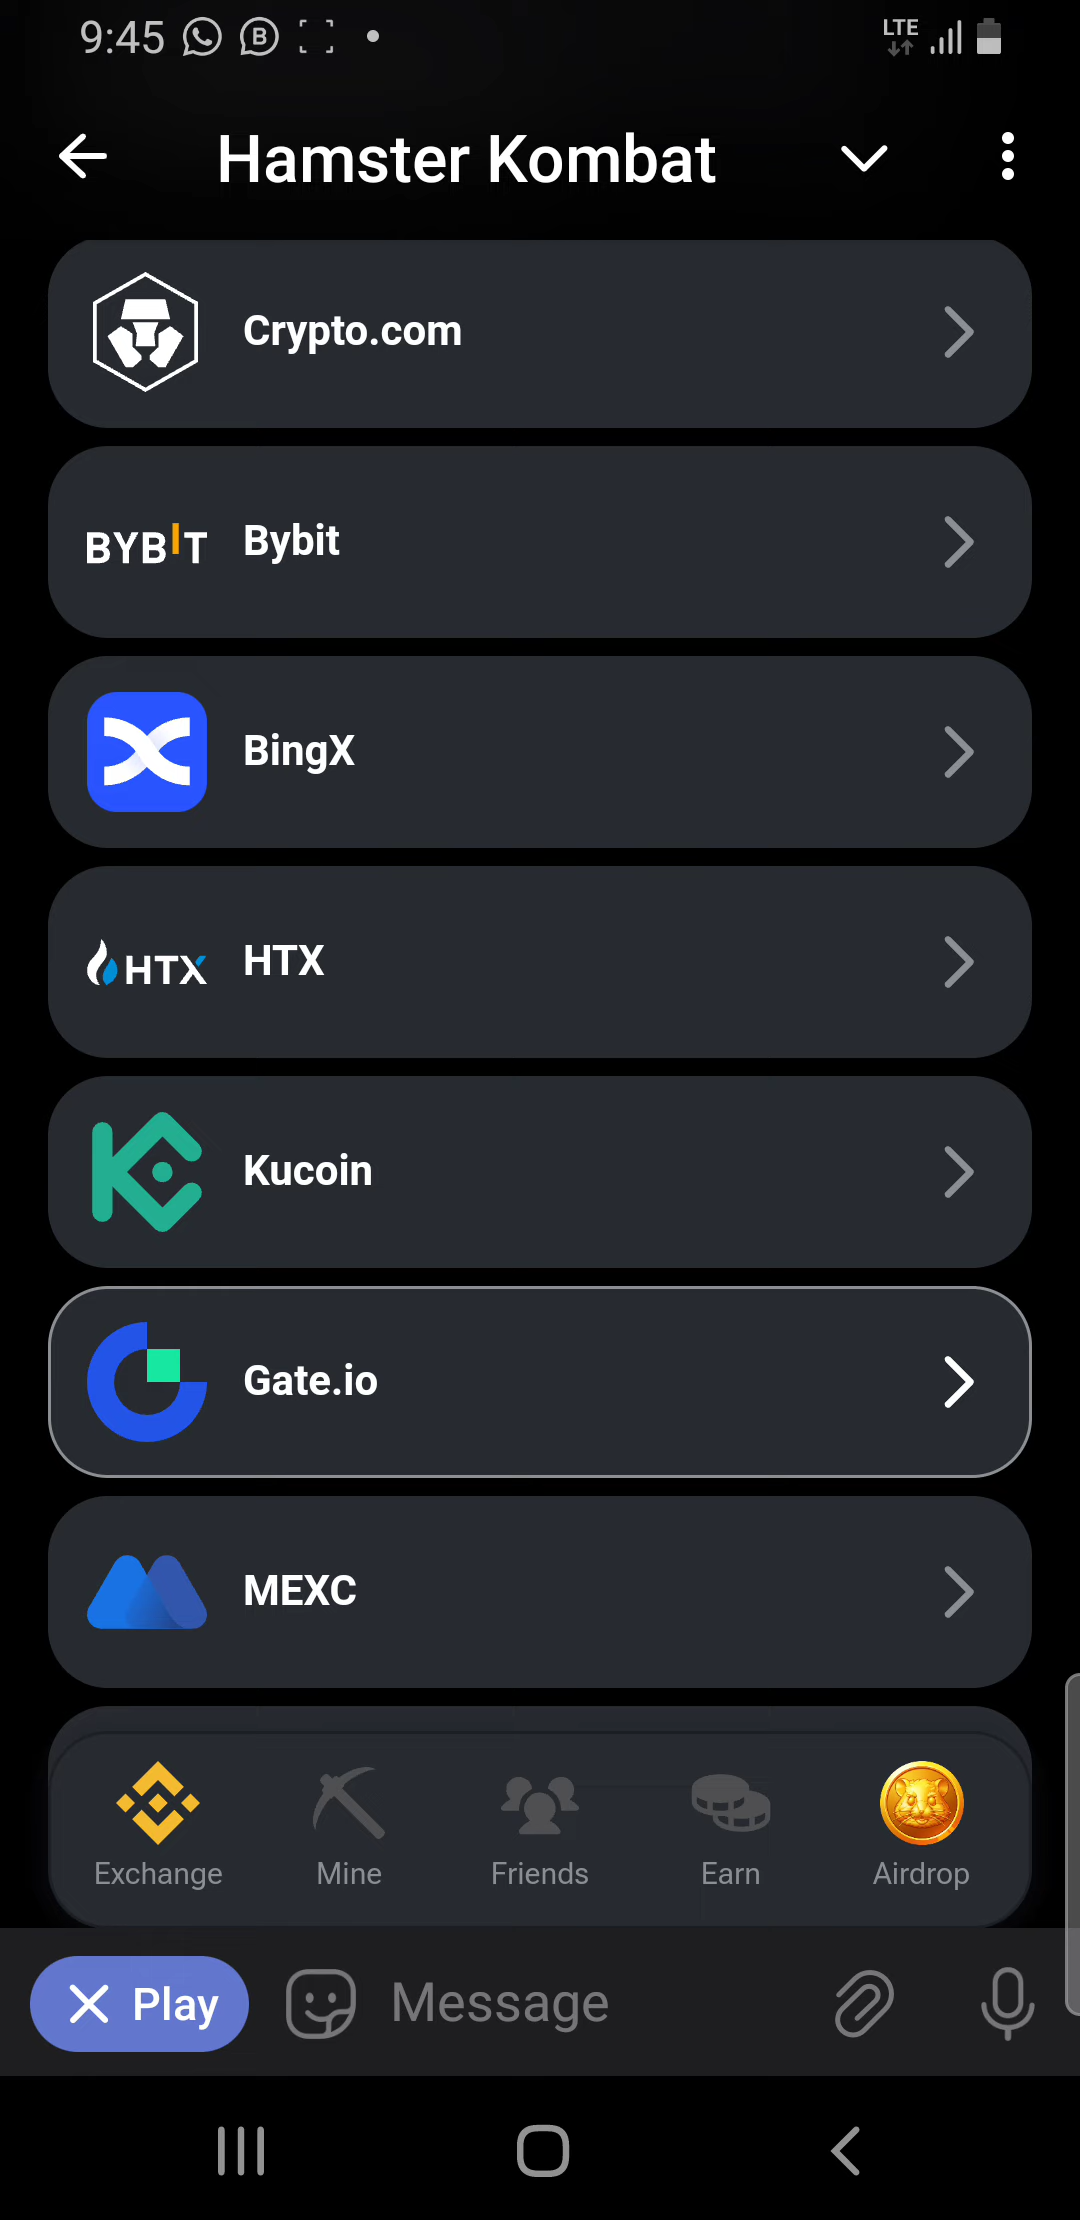 9:45
LTE
Hamster Kombat
Crypto.com
BYBIT Bybit
BingX
HTX HTX
Kucoin
Gate.io
MEXC
Exchange Mine Friends Earn Airdrop
Play Message